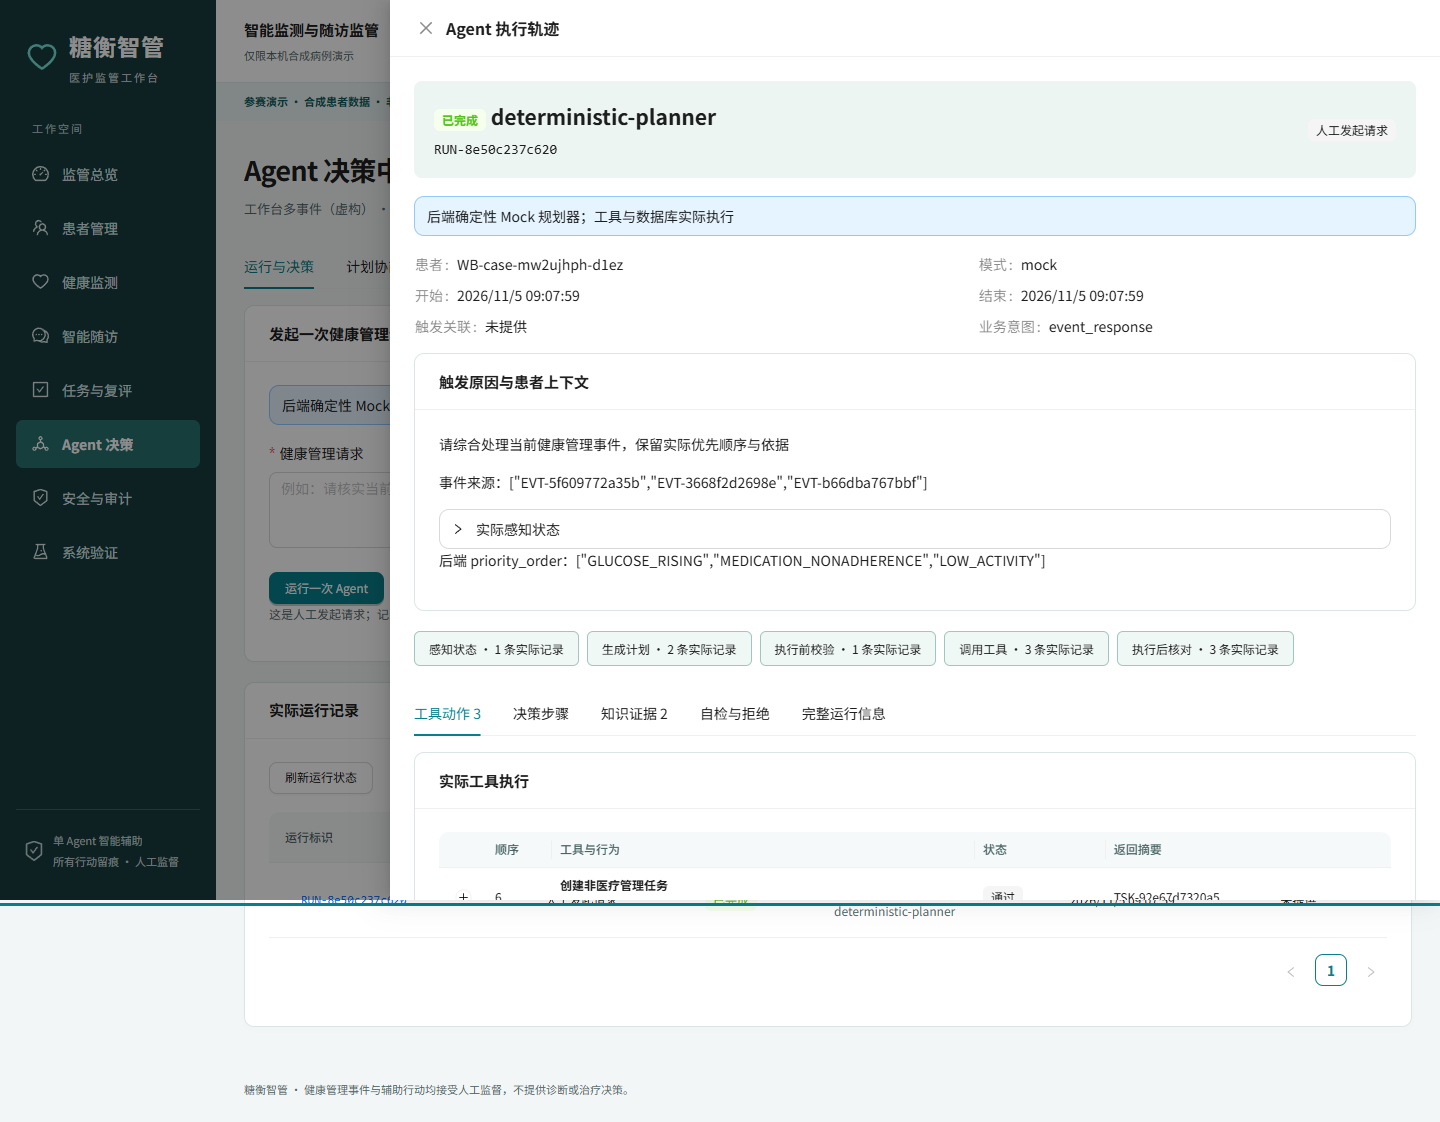 糖衡智管
医护监管工作台
工作空间
监管总览
患者管理
健康监测
智能随访
任务与复评
Agent 决策
安全与审计
系统验证
单 Agent 智能辅助
所有行动留痕 · 人工监督
智能监测与随访监管
仅限本机合成病例演示
参赛演示 · 合成患者数据 ·
Agent 决策
工作台多事件（虚构） ·
运行与决策
计划协
发起一次健康管理
后端确定性 Mock
* 健康管理请求
例如：请核实当前
运行一次 Agent
这是人工发起请求；记
实际运行记录
刷新运行状态
运行标识
RUN-8e50c237c620
Agent 执行轨迹
已完成 deterministic-planner
RUN-8e50c237c620
人工发起请求
后端确定性 Mock 规划器；工具与数据库实际执行
患者：WB-case-mw2ujhph-d1ez
模式：mock
开始：2026/11/5 09:07:59
结束：2026/11/5 09:07:59
触发关联：未提供
业务意图：event_response
触发原因与患者上下文
请综合处理当前健康管理事件，保留实际优先顺序与依据
事件来源：["EVT-5f609772a35b","EVT-3668f2d2698e","EVT-b66dba767bbf"]
实际感知状态
后端 priority_order：["GLUCOSE_RISING","MEDICATION_NONADHERENCE","LOW_ACTIVITY"]
感知状态 · 1 条实际记录
生成计划 · 2 条实际记录
执行前校验 · 1 条实际记录
调用工具 · 3 条实际记录
执行后核对 · 3 条实际记录
工具动作 3
决策步骤
知识证据 2
自检与拒绝
完整运行信息
实际工具执行
顺序
工具与行为
状态
返回摘要
6
创建非医疗管理任务
通过
TSK-92e67d7320a5
deterministic-planner
1
糖衡智管 · 健康管理事件与辅助行动均接受人工监督，不提供诊断或治疗决策。